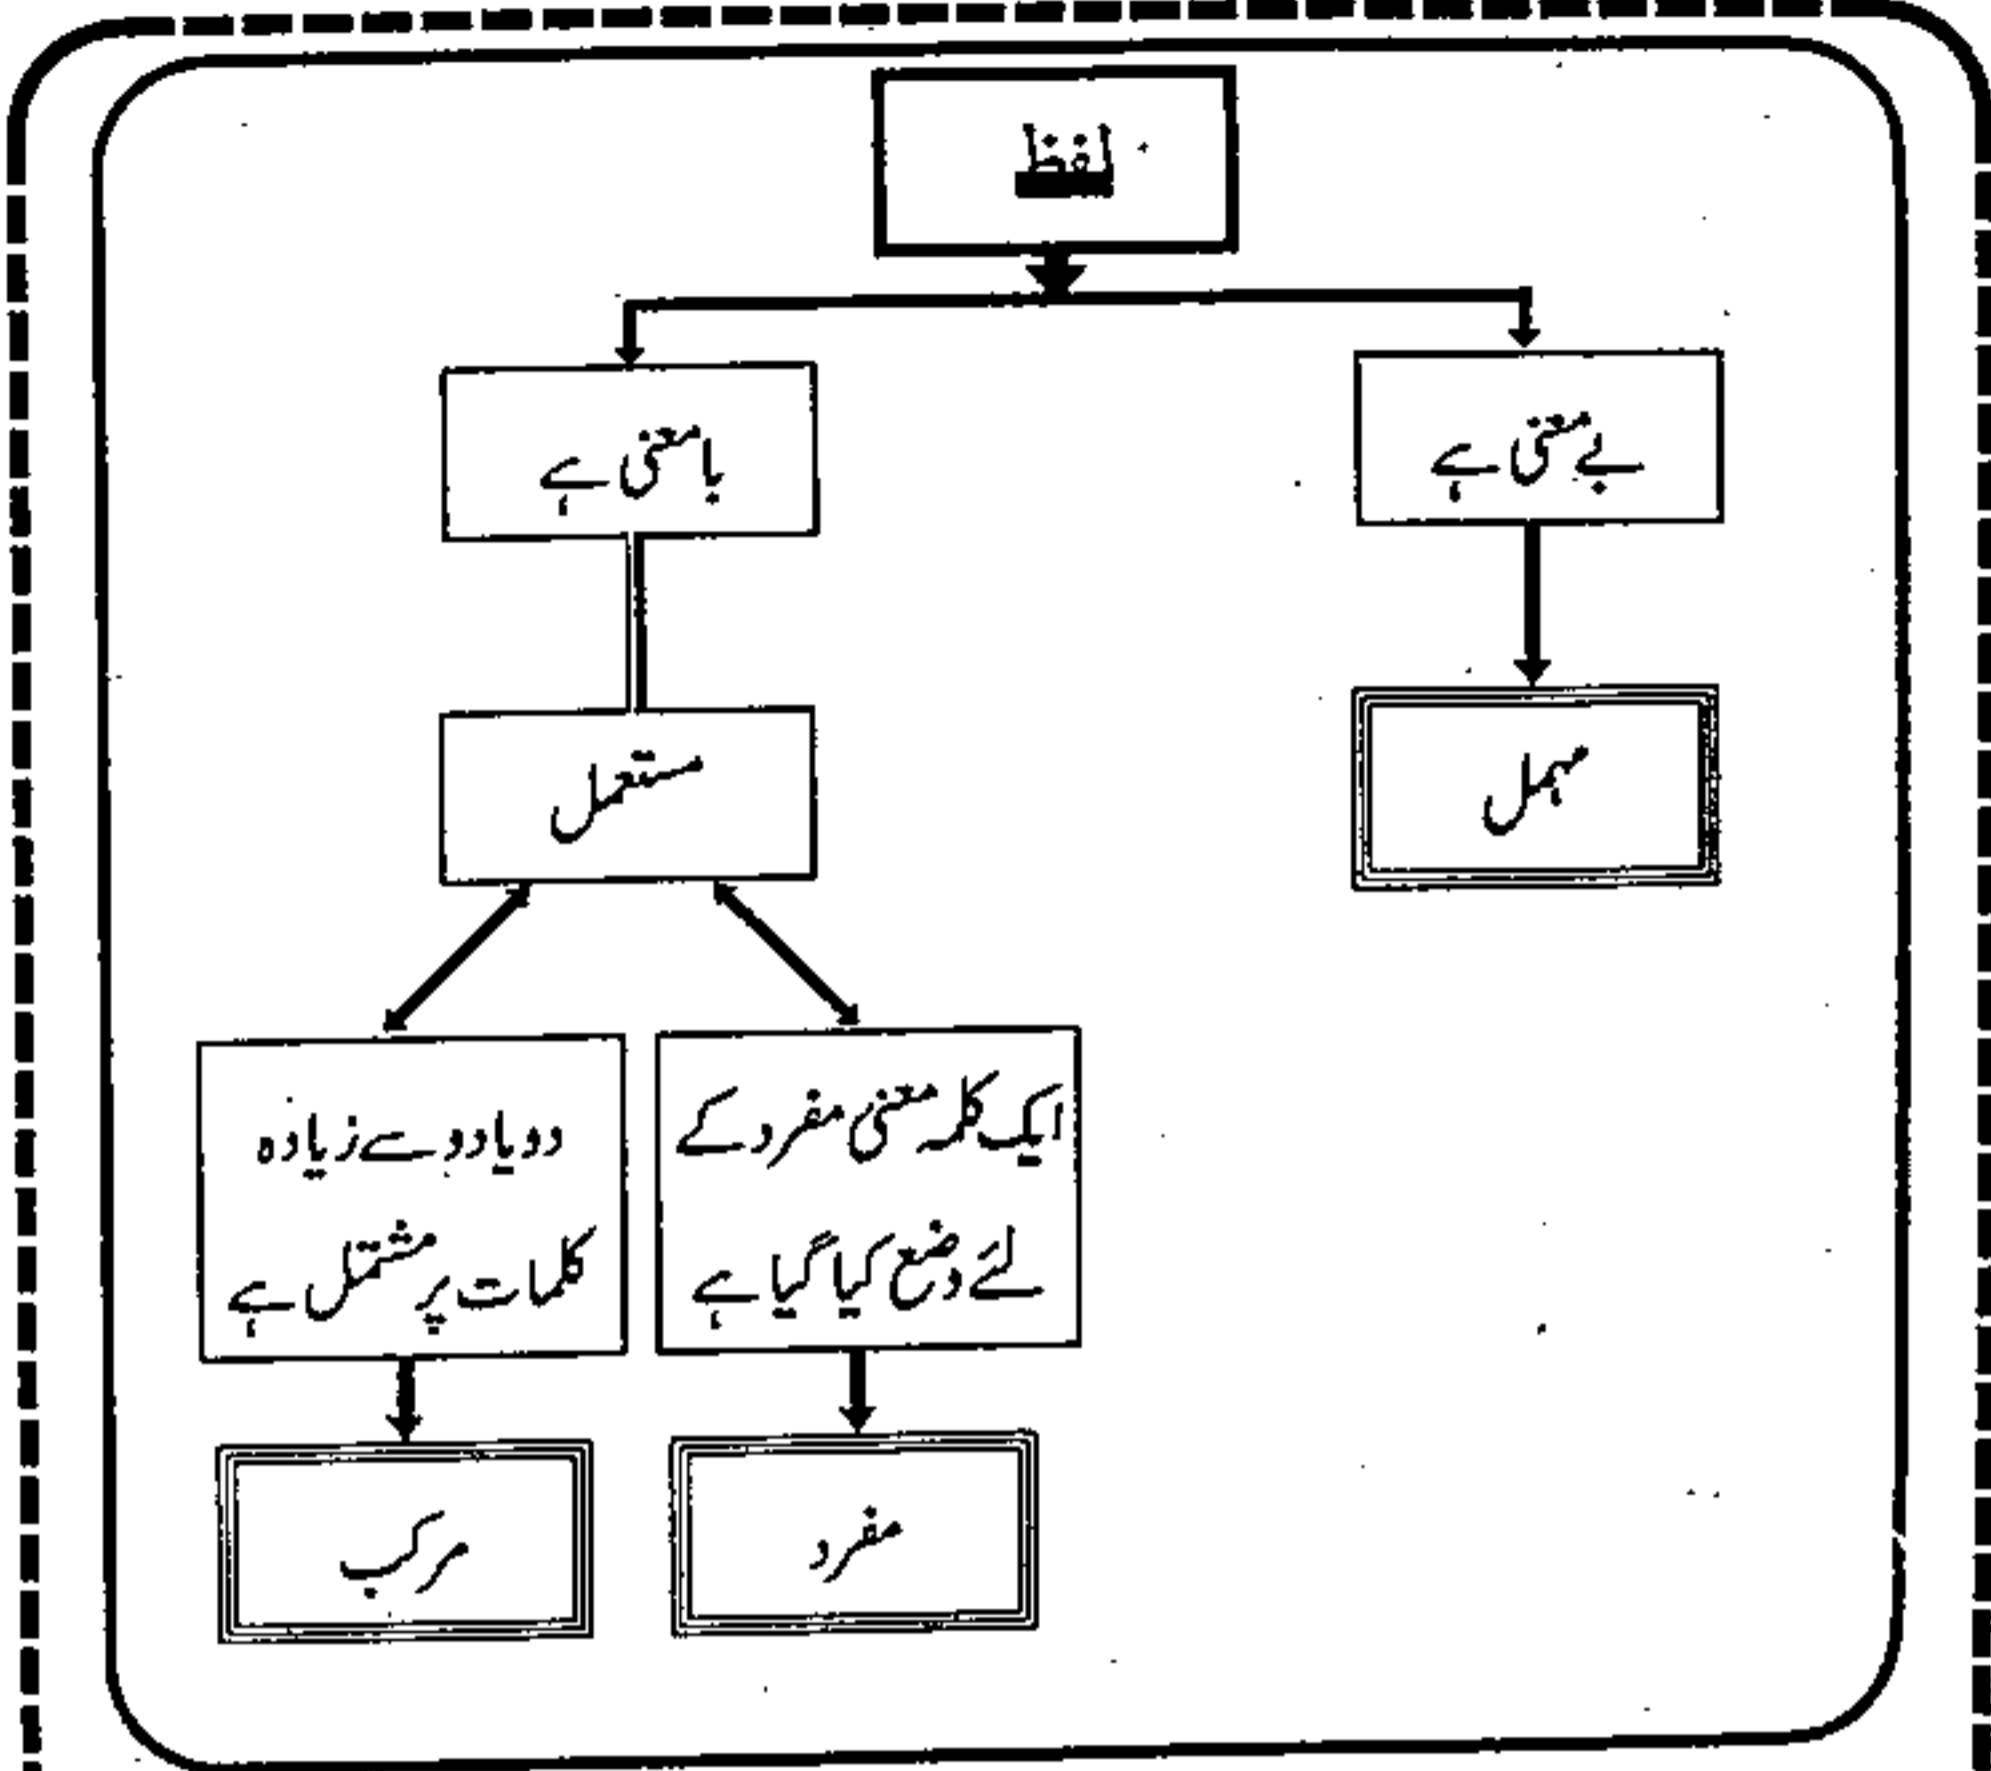 لفظ
بے معنی ہے
بامعنی ہے
مہمل
مستعمل
ایک کلمہ معنی مفرد کے
لئے وضع کیا گیا ہے
دو یا دو سے زیادہ
کلمات پر مشتمل ہے
مفرد
مرکب